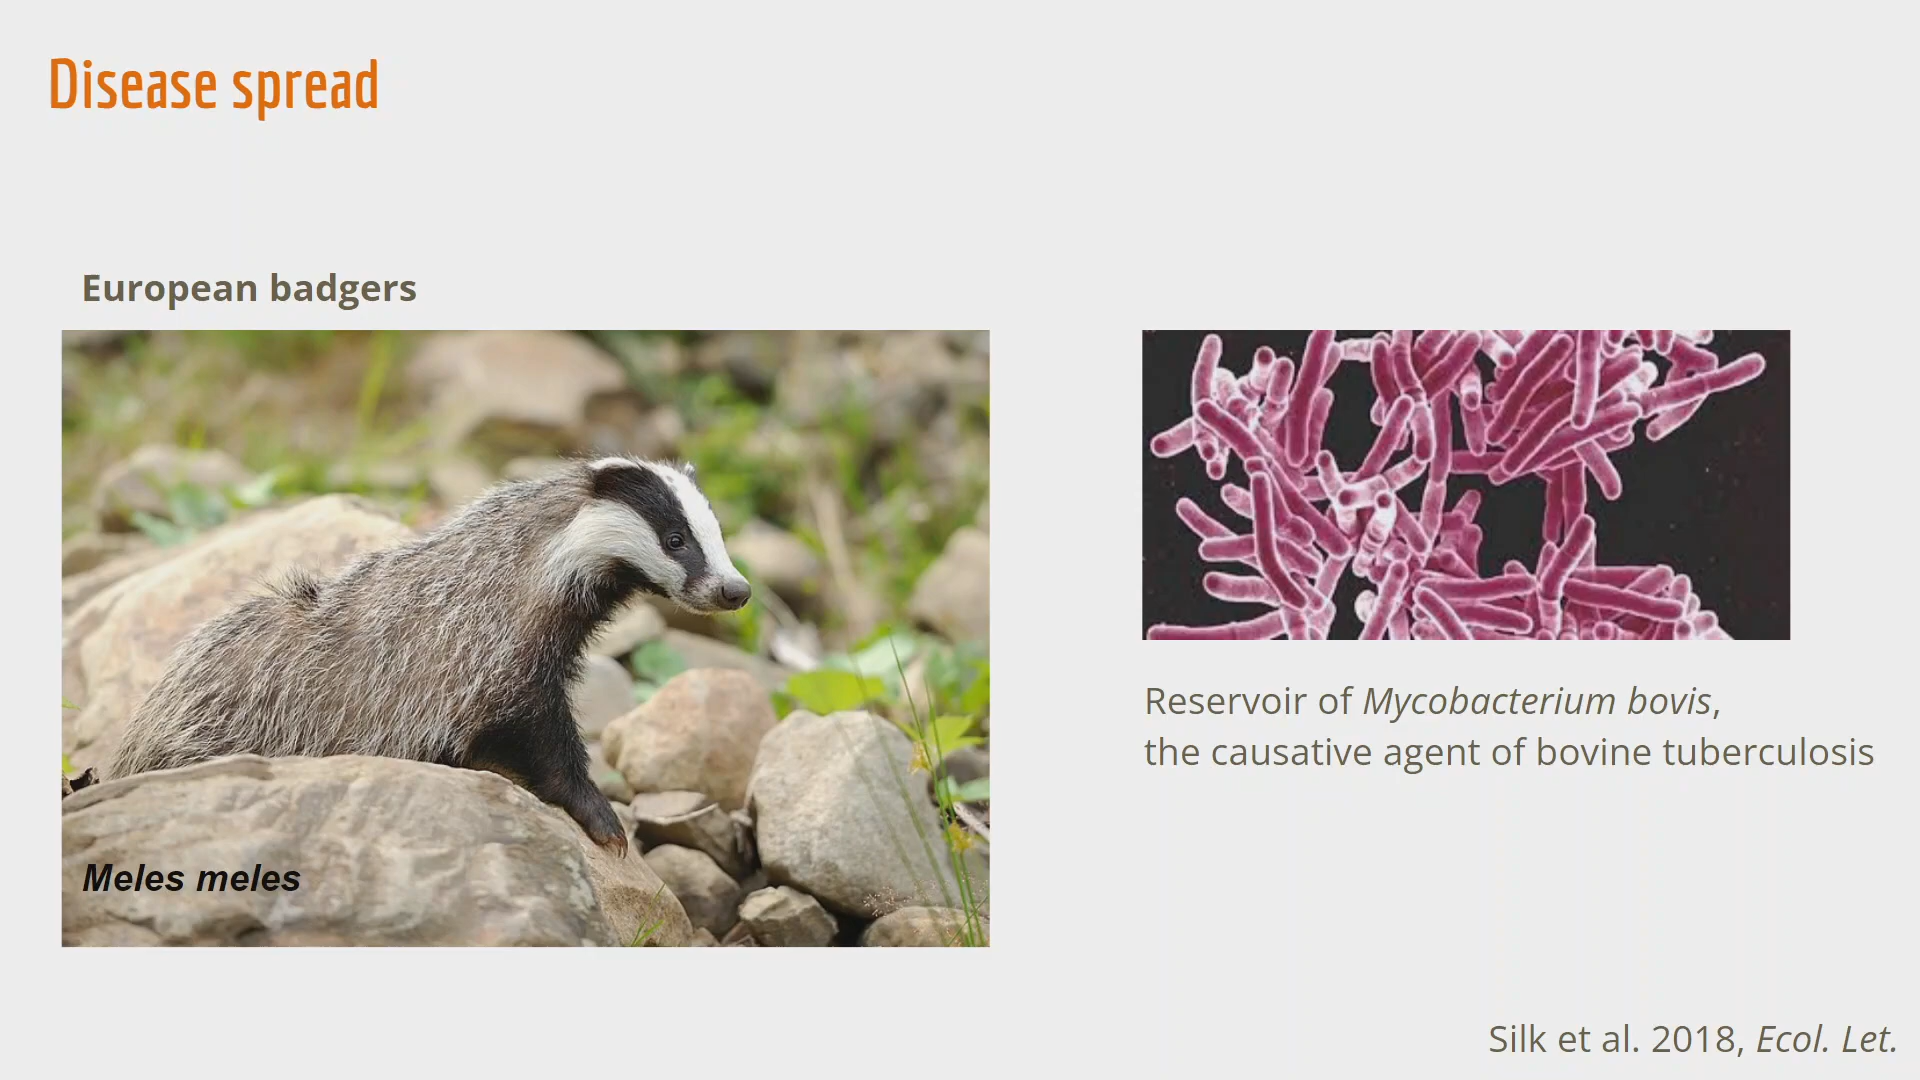 Disease spread
European badgers
Meles meles
Reservoir of Mycobacterium bovis,
the causative agent of bovine tuberculosis
Silk et al. 2018, Ecol. Let.